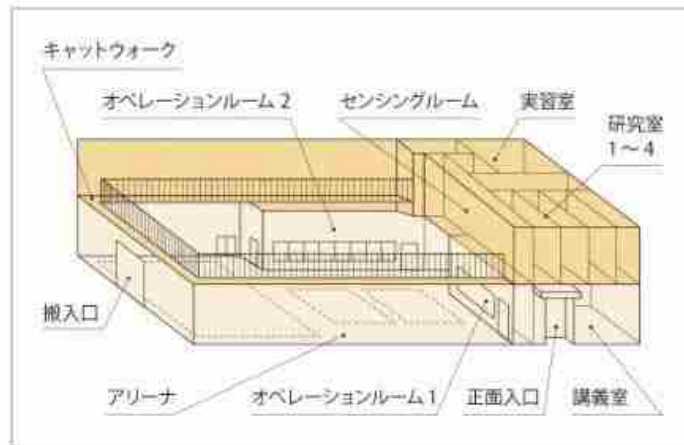 キャットウォーク
オペレーションルーム 2
センシングルーム
実習室
研究室
1～4
搬入口
アリーナ
オペレーションルーム 1
正面入口
講義室